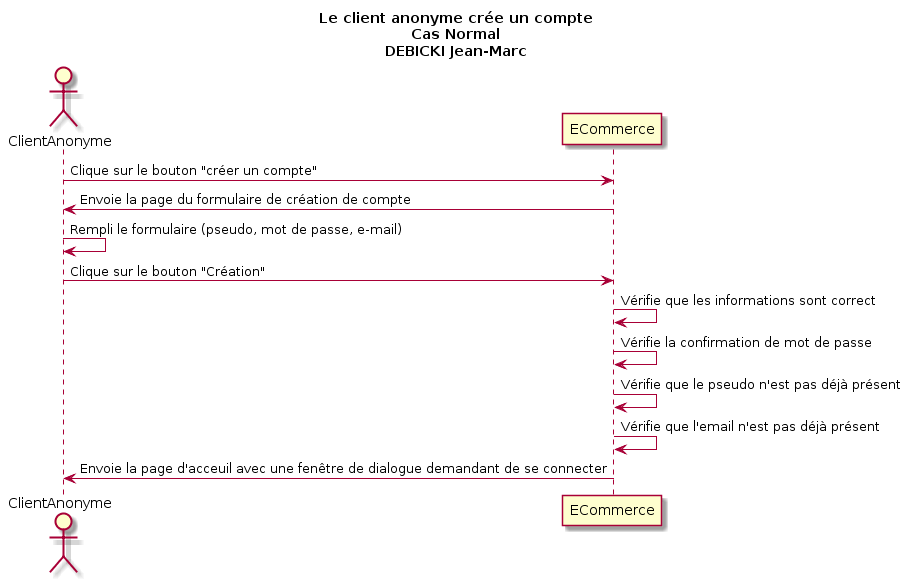 Le client anonyme crée un compte
Cas Normal
DEBICKI Jean-Marc
ClientAnonyme
ECommerce
Clique sur le bouton "créer un compte"
Envoie la page du formulaire de création de compte
Rempli le formulaire (pseudo, mot de passe, e-mail)
Clique sur le bouton "Création"
Vérifie que les informations sont correct
Vérifie la confirmation de mot de passe
Vérifie que le pseudo n'est pas déjà présent
Vérifie que l'email n'est pas déjà présent
Envoie la page d'acceuil avec une fenêtre de dialogue demandant de se connecter
ClientAnonyme
ECommerce